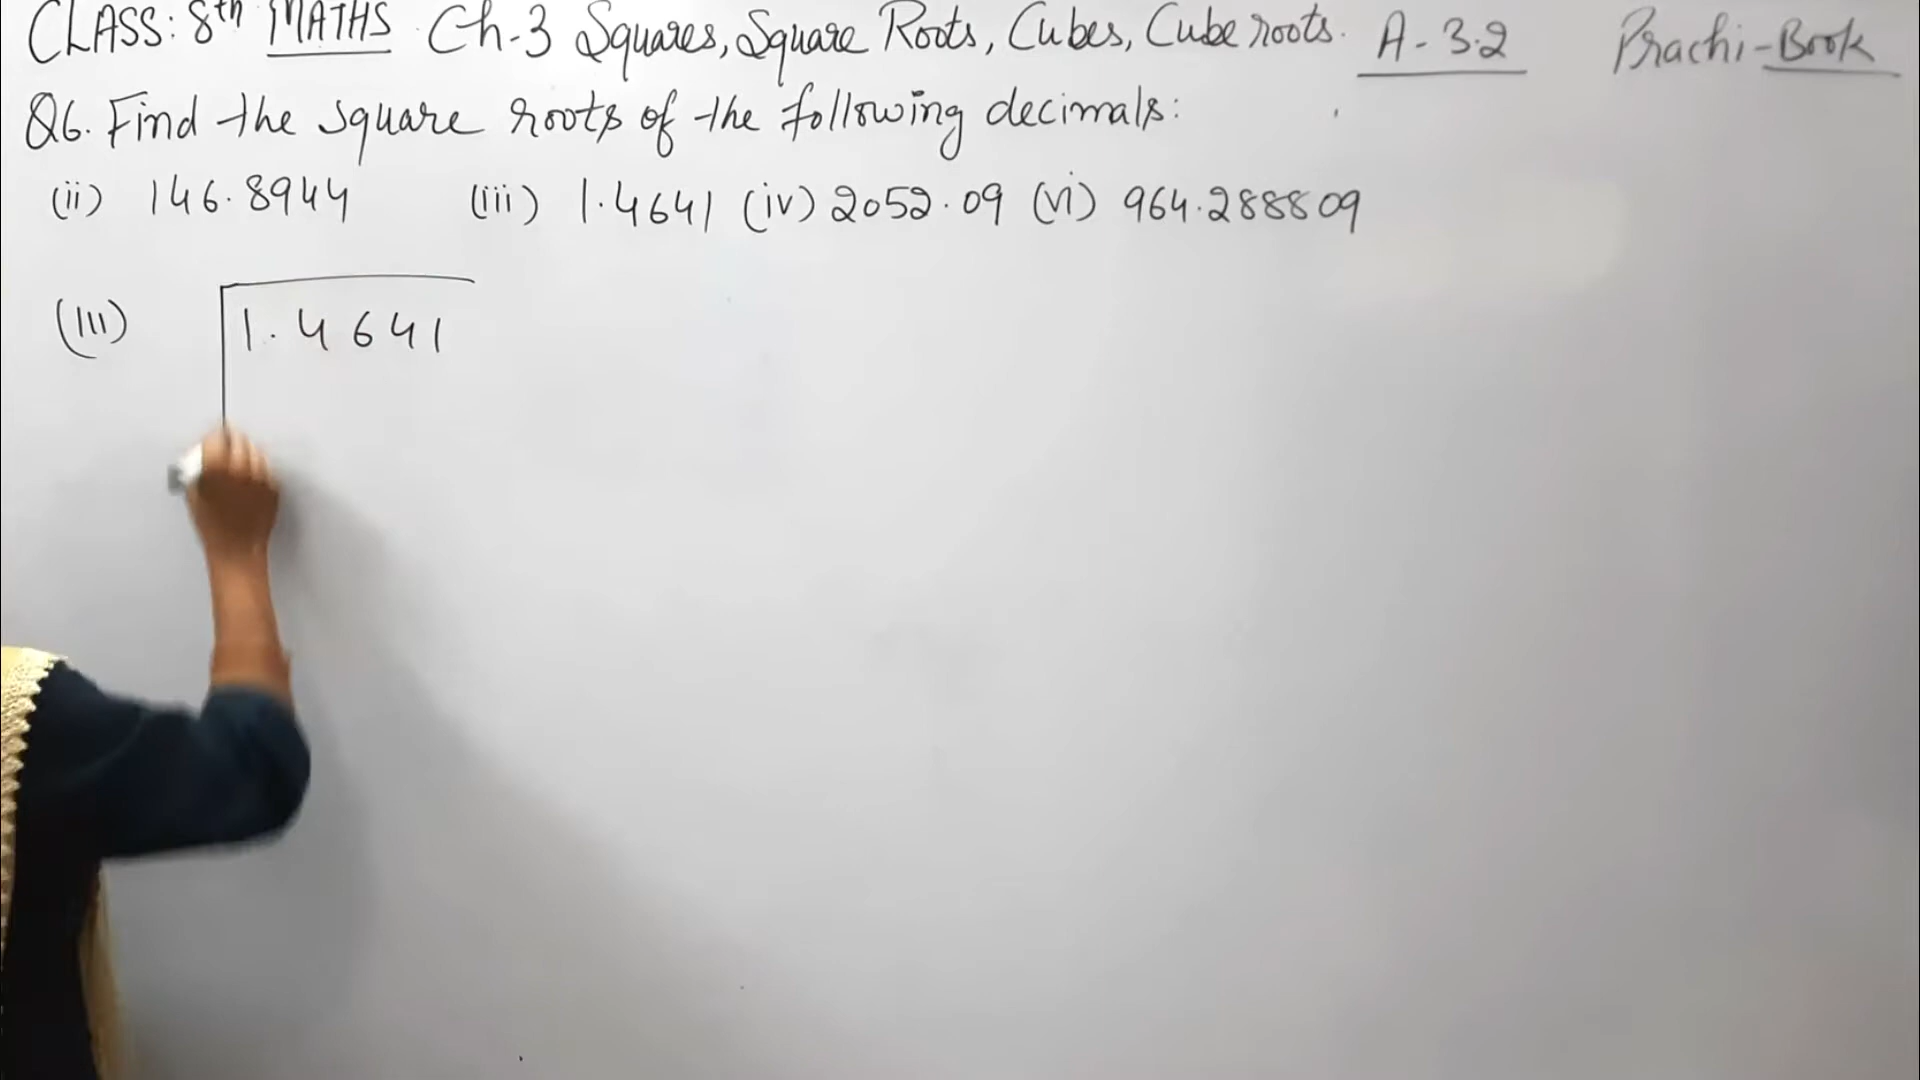 CLASS: 8th MATHS Ch-3 Squares, Square Roots, Cubes, Cube roots. A-3.2 Prachi-Book
Q6. Find the square roots of the following decimals:
(ii) 146.8944 (iii) 1.4641 (iv) 2052.09 (vi) 964.288809
(III) 1.4641